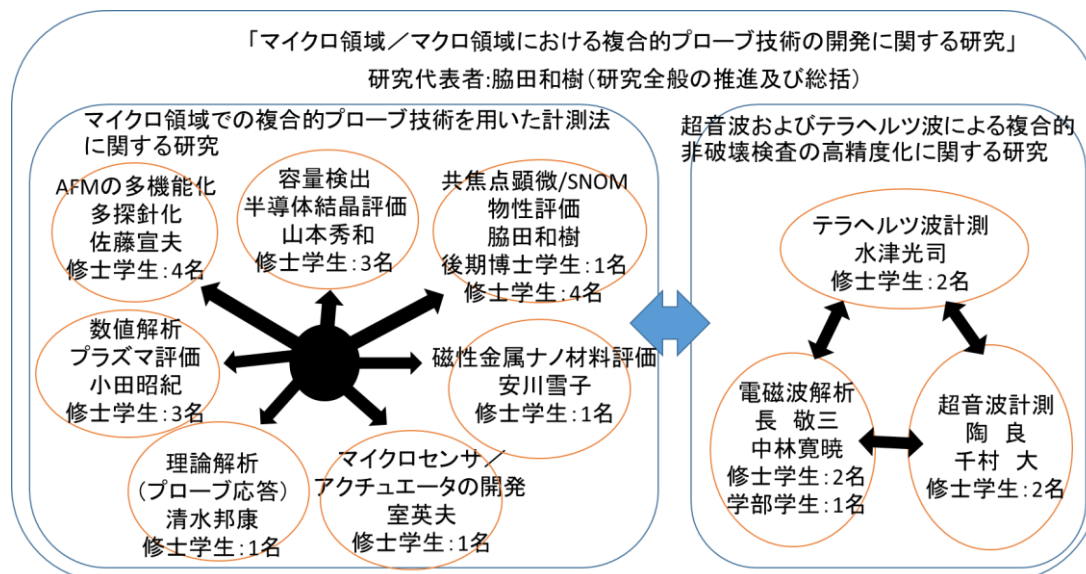 「マイクロ領域／マクロ領域における複合的プローブ技術の開発に関する研究」
研究代表者:脇田和樹（研究全般の推進及び総括）
マイクロ領域での複合的プローブ技術を用いた計測法
に関する研究
AFMの多機能化
多探針化
佐藤宣夫
修士学生：4名
容量検出
半導体結晶評価
山本秀和
修士学生：3名
共焦点顕微/SNOM
物性評価
脇田和樹
後期博士学生：1名
修士学生：4名
数値解析
プラズマ評価
小田昭紀
修士学生：3名
磁性金属ナノ材料評価
安川雪子
修士学生：1名
理論解析
（プローブ応答）
清水邦康
修士学生：1名
マイクロセンサ／
アクチュエータの開発
室英夫
修士学生：1名
超音波およびテラヘルツ波による複合的
非破壊検査の高精度化に関する研究
テラヘルツ波計測
水津光司
修士学生：2名
電磁波解析
長　敬三
中林寛暁
修士学生：2名
学部学生：1名
超音波計測
陶　良
千村　大
修士学生：2名